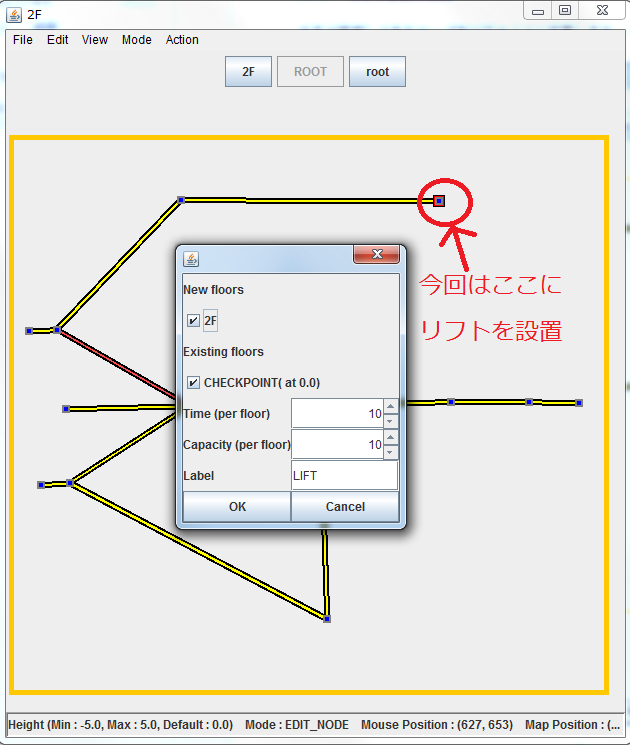 2F
File Edit View Mode Action
2F ROOT root
今回はここに
リフトを設置
New floors
2F
Existing floors
CHECKPOINT( at 0.0)
Time (per floor) 10
Capacity (per floor) 10
Label LIFT
OK Cancel
Height (Min : -5.0, Max : 5.0, Default : 0.0) Mode : EDIT_NODE Mouse Position : (627, 653) Map Position : (...